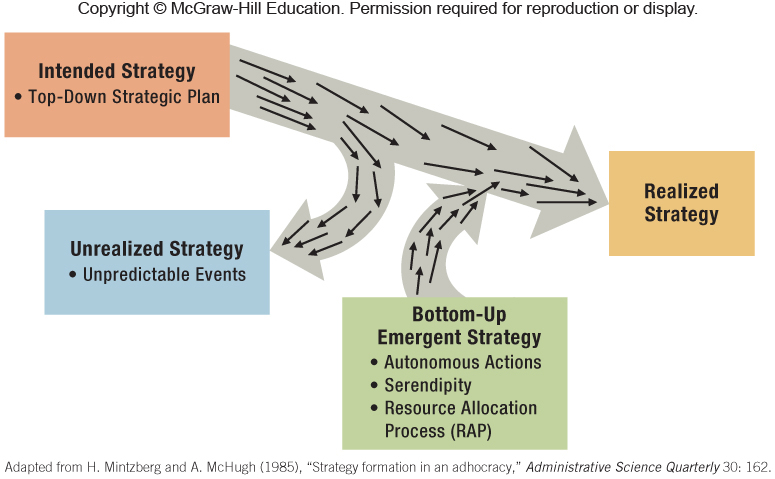 Copyright © McGraw-Hill Education. Permission required for reproduction or display.
Intended Strategy
• Top-Down Strategic Plan
Unrealized Strategy
• Unpredictable Events
Realized
Strategy
Bottom-Up
Emergent Strategy
• Autonomous Actions
• Serendipity
• Resource Allocation
Process (RAP)
Adapted from H. Mintzberg and A. McHugh (1985), “Strategy formation in an adhocracy,” Administrative Science Quarterly 30: 162.